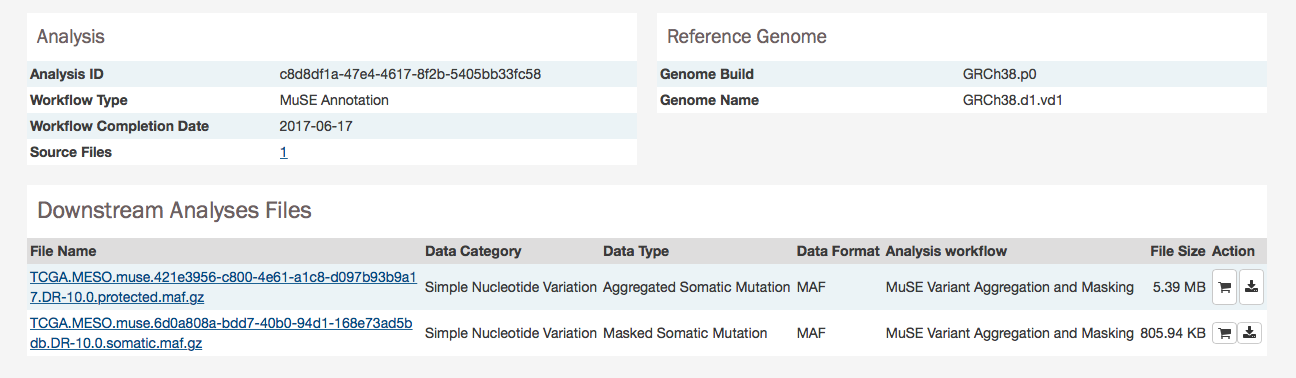 Analysis
Analysis ID c8d8df1a-47e4-4617-8f2b-5405bb33fc58
Workflow Type MuSE Annotation
Workflow Completion Date 2017-06-17
Source Files 1
Reference Genome
Genome Build GRCh38.p0
Genome Name GRCh38.d1.vd1
Downstream Analyses Files
File Name Data Category Data Type Data Format Analysis workflow File Size Action
TCGA.MESO.muse.421e3956-c800-4e61-a1c8-d097b93b9a1
7.DR-10.0.protected.maf.gz Simple Nucleotide Variation Aggregated Somatic Mutation MAF MuSE Variant Aggregation and Masking 5.39 MB
TCGA.MESO.muse.6d0a808a-bdd7-40b0-94d1-168e73ad5b
db.DR-10.0.somatic.maf.gz Simple Nucleotide Variation Masked Somatic Mutation MAF MuSE Variant Aggregation and Masking 805.94 KB